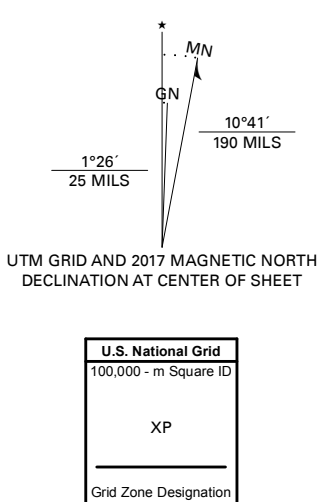 ★
MN
GN
10°41´
190 MILS
1°26´
25 MILS
UTM GRID AND 2017 MAGNETIC NORTH
DECLINATION AT CENTER OF SHEET
U.S. National Grid
100,000 - m Square ID
XP
Grid Zone Designation